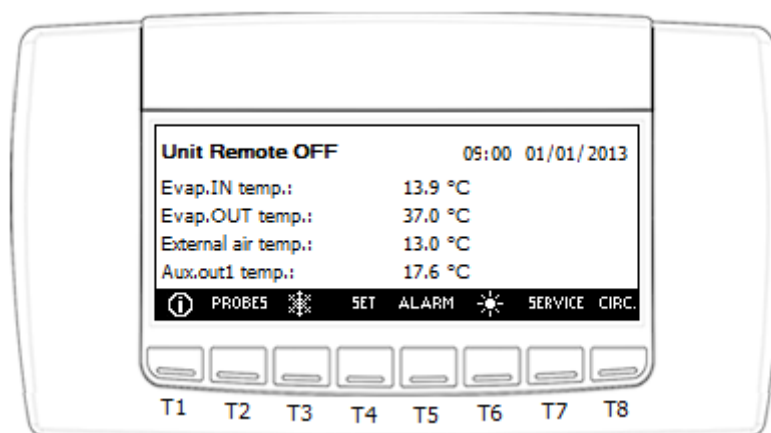 Unit Remote OFF 09:00 01/01/2013
Evap.IN temp.: 13.9 °C
Evap.OUT temp.: 37.0 °C
External air temp.: 13.0 °C
Aux.out1 temp.: 17.6 °C
PROBES SET ALARM SERVICE CIRC.
T1 T2 T3 T4 T5 T6 T7 T8